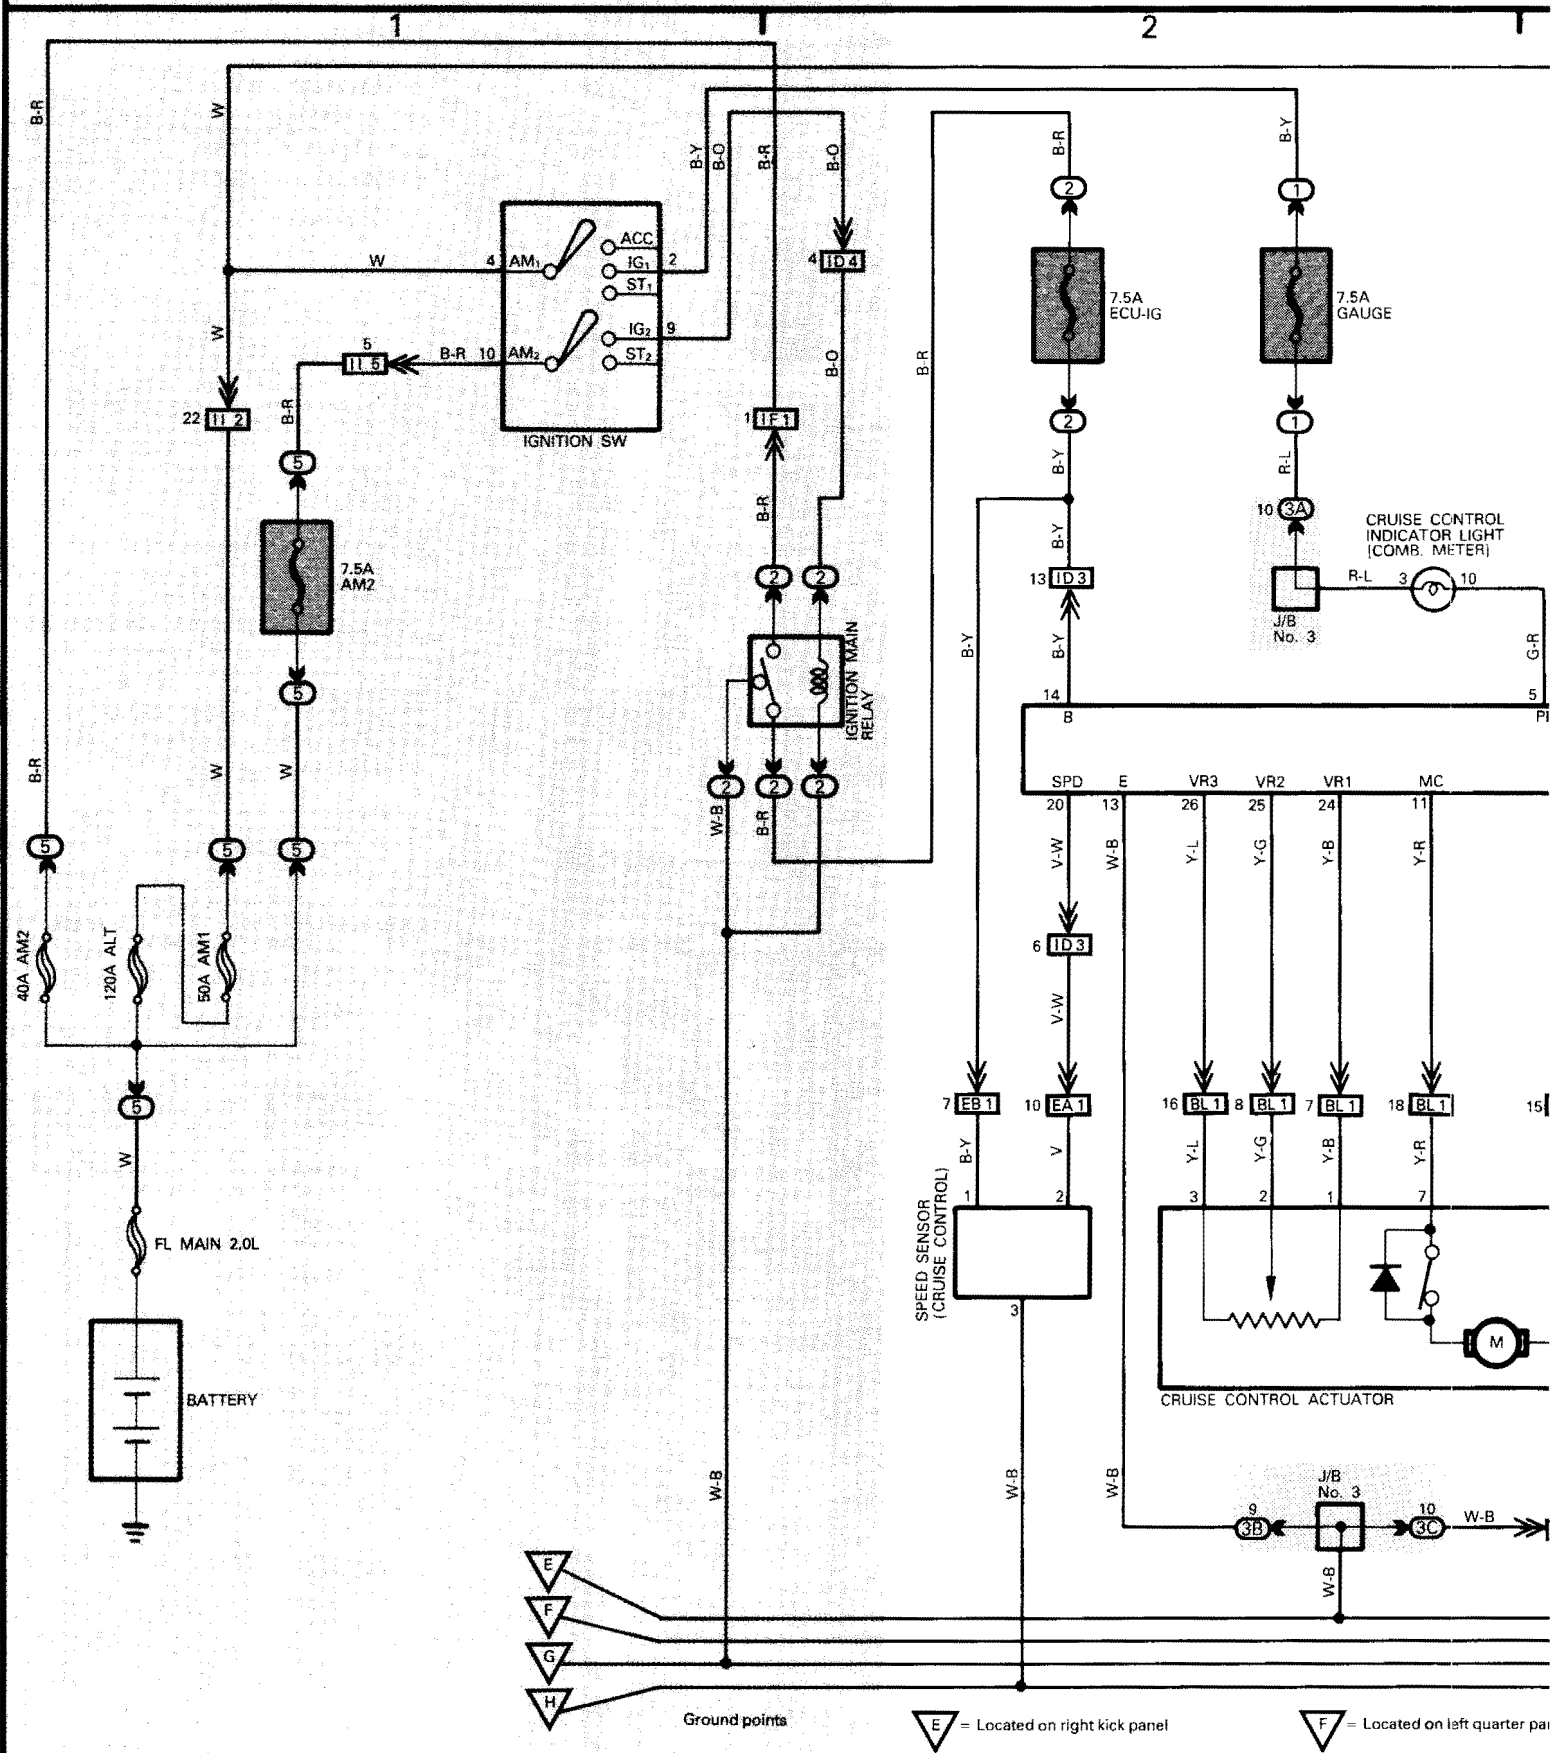 1
2
B-R
W
B-Y
B-O
B-R
B-O
B-R
B-Y
2
1
W
4
AM1
ACC
IG1
2
ST1
4
ID 4
W
5
II 5
B-R
10
AM2
IG2
9
ST2
B-O
B-R
7.5A
ECU-IG
7.5A
GAUGE
22
II 2
B-R
IGNITION SW
1
IF 1
2
1
5
B-Y
R-L
B-R
10
3A
7.5A
AM2
B-Y
CRUISE CONTROL
INDICATOR LIGHT
(COMB. METER)
2
2
13
ID 3
R-L
3
10
J/B
No. 3
IGNITION MAIN
RELAY
B-Y
B-Y
G-R
5
14
B
5
B-R
W
W
2
2
2
SPD
E
VR3
VR2
VR1
MC
20
13
26
25
24
11
W-B
B-R
5
5
5
V-W
W-B
Y-L
Y-G
Y-B
Y-R
40A AM2
120A ALT
50A AM1
6
ID 3
V-W
5
7
EB 1
10
EA 1
16
BL 1
8
BL 1
7
BL 1
18
BL 1
15
W
B-Y
V
Y-L
Y-G
Y-B
Y-R
1
2
3
2
1
7
FL MAIN 2.0L
SPEED SENSOR
(CRUISE CONTROL)
3
M
BATTERY
CRUISE CONTROL ACTUATOR
W-B
W-B
W-B
J/B
No. 3
9
3B
10
3C
W-B
W-B
E
F
G
H
Ground points
E = Located on right kick panel
F = Located on left quarter